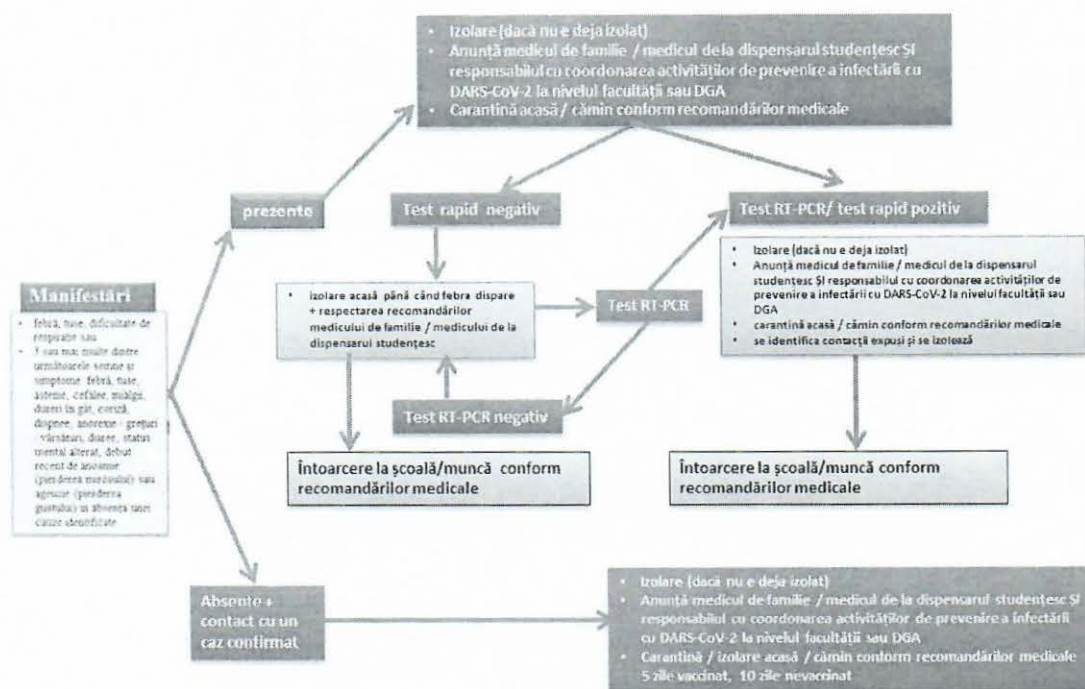 • Izolare (dacă nu e deja izolat)
• Anunță medicul de familie / medicul de la dispensarul studențesc ȘI
responsabilul cu coordonarea activităților de prevenire a infectării cu
DARS-CoV-2 la nivelul facultății sau DGA
• Carantină acasă / cămin conform recomandărilor medicale
prezente
Test rapid negativ
Test RT-PCR/ test rapid pozitiv
• izolare acasă până când febra dispare
+ respectarea recomandărilor
medicului de familie / medicului de la
dispensarul studențesc
Test RT-PCR
• Izolare (dacă nu e deja izolat)
• Anunță medicul de familie / medicul de la dispensarul
studențesc ȘI responsabilul cu coordonarea activităților de
prevenire a infectării cu DARS-CoV-2 la nivelul facultății sau
DGA
• carantină acasă / cămin conform recomandărilor medicale
• se identifica contacții expuși și se izolează
Manifestări
• febră, tuse, dificultate de
respirație sau
• 3 sau mai multe dintre
următoarele semne și
simptome: febră, tuse,
astenie, cefalee, mialgii,
dureri în gât, coriză,
dispnee, anorexie / grețuri
/ vărsături, diaree, status
mental alterat, debut
recent de anosmie
(pierderea mirosului) sau
ageuzie (pierderea
gustului) în absența unei
cauze identificate
Test RT-PCR negativ
Întoarcere la școală/muncă conform
recomandărilor medicale
Întoarcere la școală/muncă conform
recomandărilor medicale
Absente +
contact cu un
caz confirmat
• Izolare (dacă nu e deja izolat)
• Anunță medicul de familie / medicul de la dispensarul studențesc ȘI
responsabilul cu coordonarea activităților de prevenire a infectării
cu DARS-CoV-2 la nivelul facultății sau DGA
• Carantină / izolare acasă / cămin conform recomandărilor medicale
5 zile vaccinat, 10 zile nevaccinat